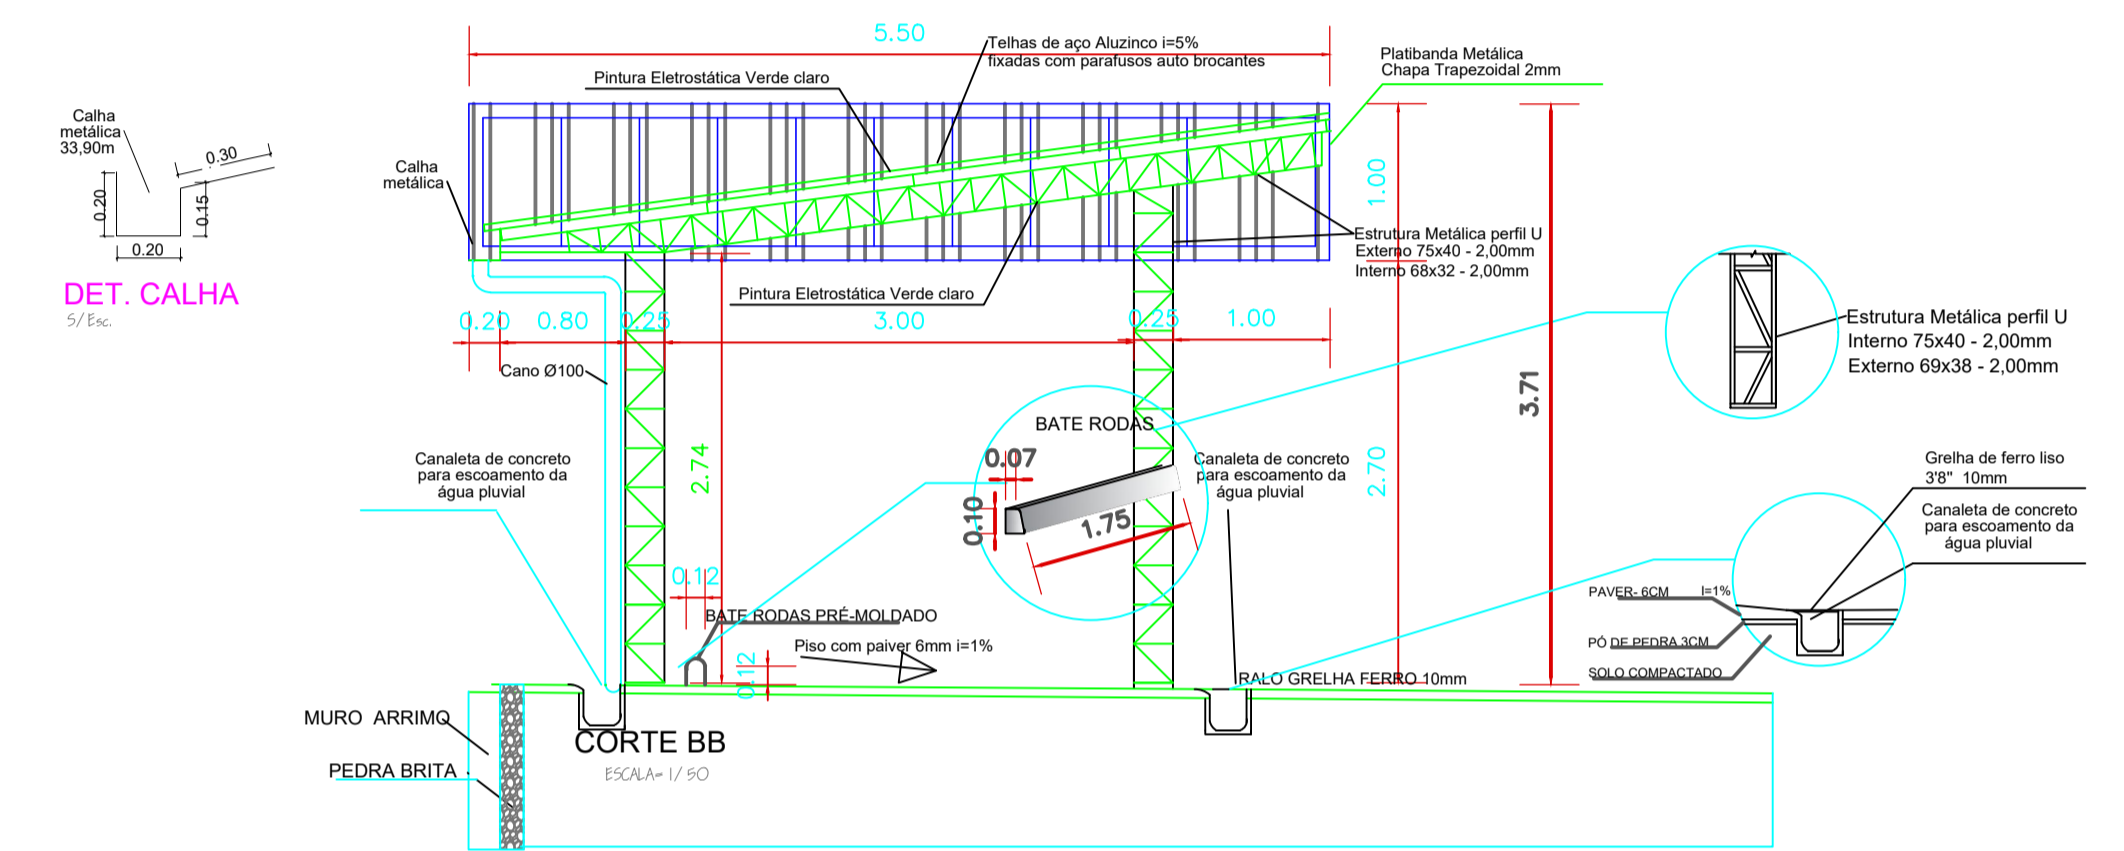 5.50
Telhas de aço Aluzinco i=5%
fixadas com parafusos auto brocantes
Platibanda Metálica
Chapa Trapezoidal 2mm
Pintura Eletrostática Verde claro
Calha
metálica
33,90m
0.30
0.20
0.15
0.20
DET. CALHA
S/Esc.
Calha
metálica
1.00
Estrutura Metálica perfil U
Externo 75x40 - 2,00mm
Interno 68x32 - 2,00mm
Pintura Eletrostática Verde claro
0.20
0.80
0.25
3.00
0.25
1.00
Estrutura Metálica perfil U
Interno 75x40 - 2,00mm
Externo 69x38 - 2,00mm
Cano Ø100
3.71
BATE RODAS
0.07
0.10
1.75
2.74
2.70
Canaleta de concreto
para escoamento da
água pluvial
Canaleta de concreto
para escoamento da
água pluvial
Grelha de ferro liso
3'8" 10mm
Canaleta de concreto
para escoamento da
água pluvial
0.12
BATE RODAS PRÉ-MOLDADO
0.12
Piso com paiver 6mm i=1%
PAVER- 6CM
I=1%
PÓ DE PEDRA 3CM
SOLO COMPACTADO
RALO GRELHA FERRO 10mm
MURO ARRIMO
PEDRA BRITA
CORTE BB
ESCALA= 1/50